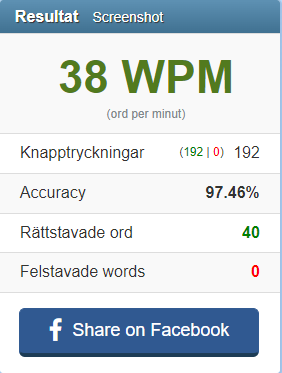 Resultat Screenshot
38 WPM
(ord per minut)
Knapptryckningar (192 | 0) 192
Accuracy 97.46%
Rättstavade ord 40
Felstavade words 0
Share on Facebook